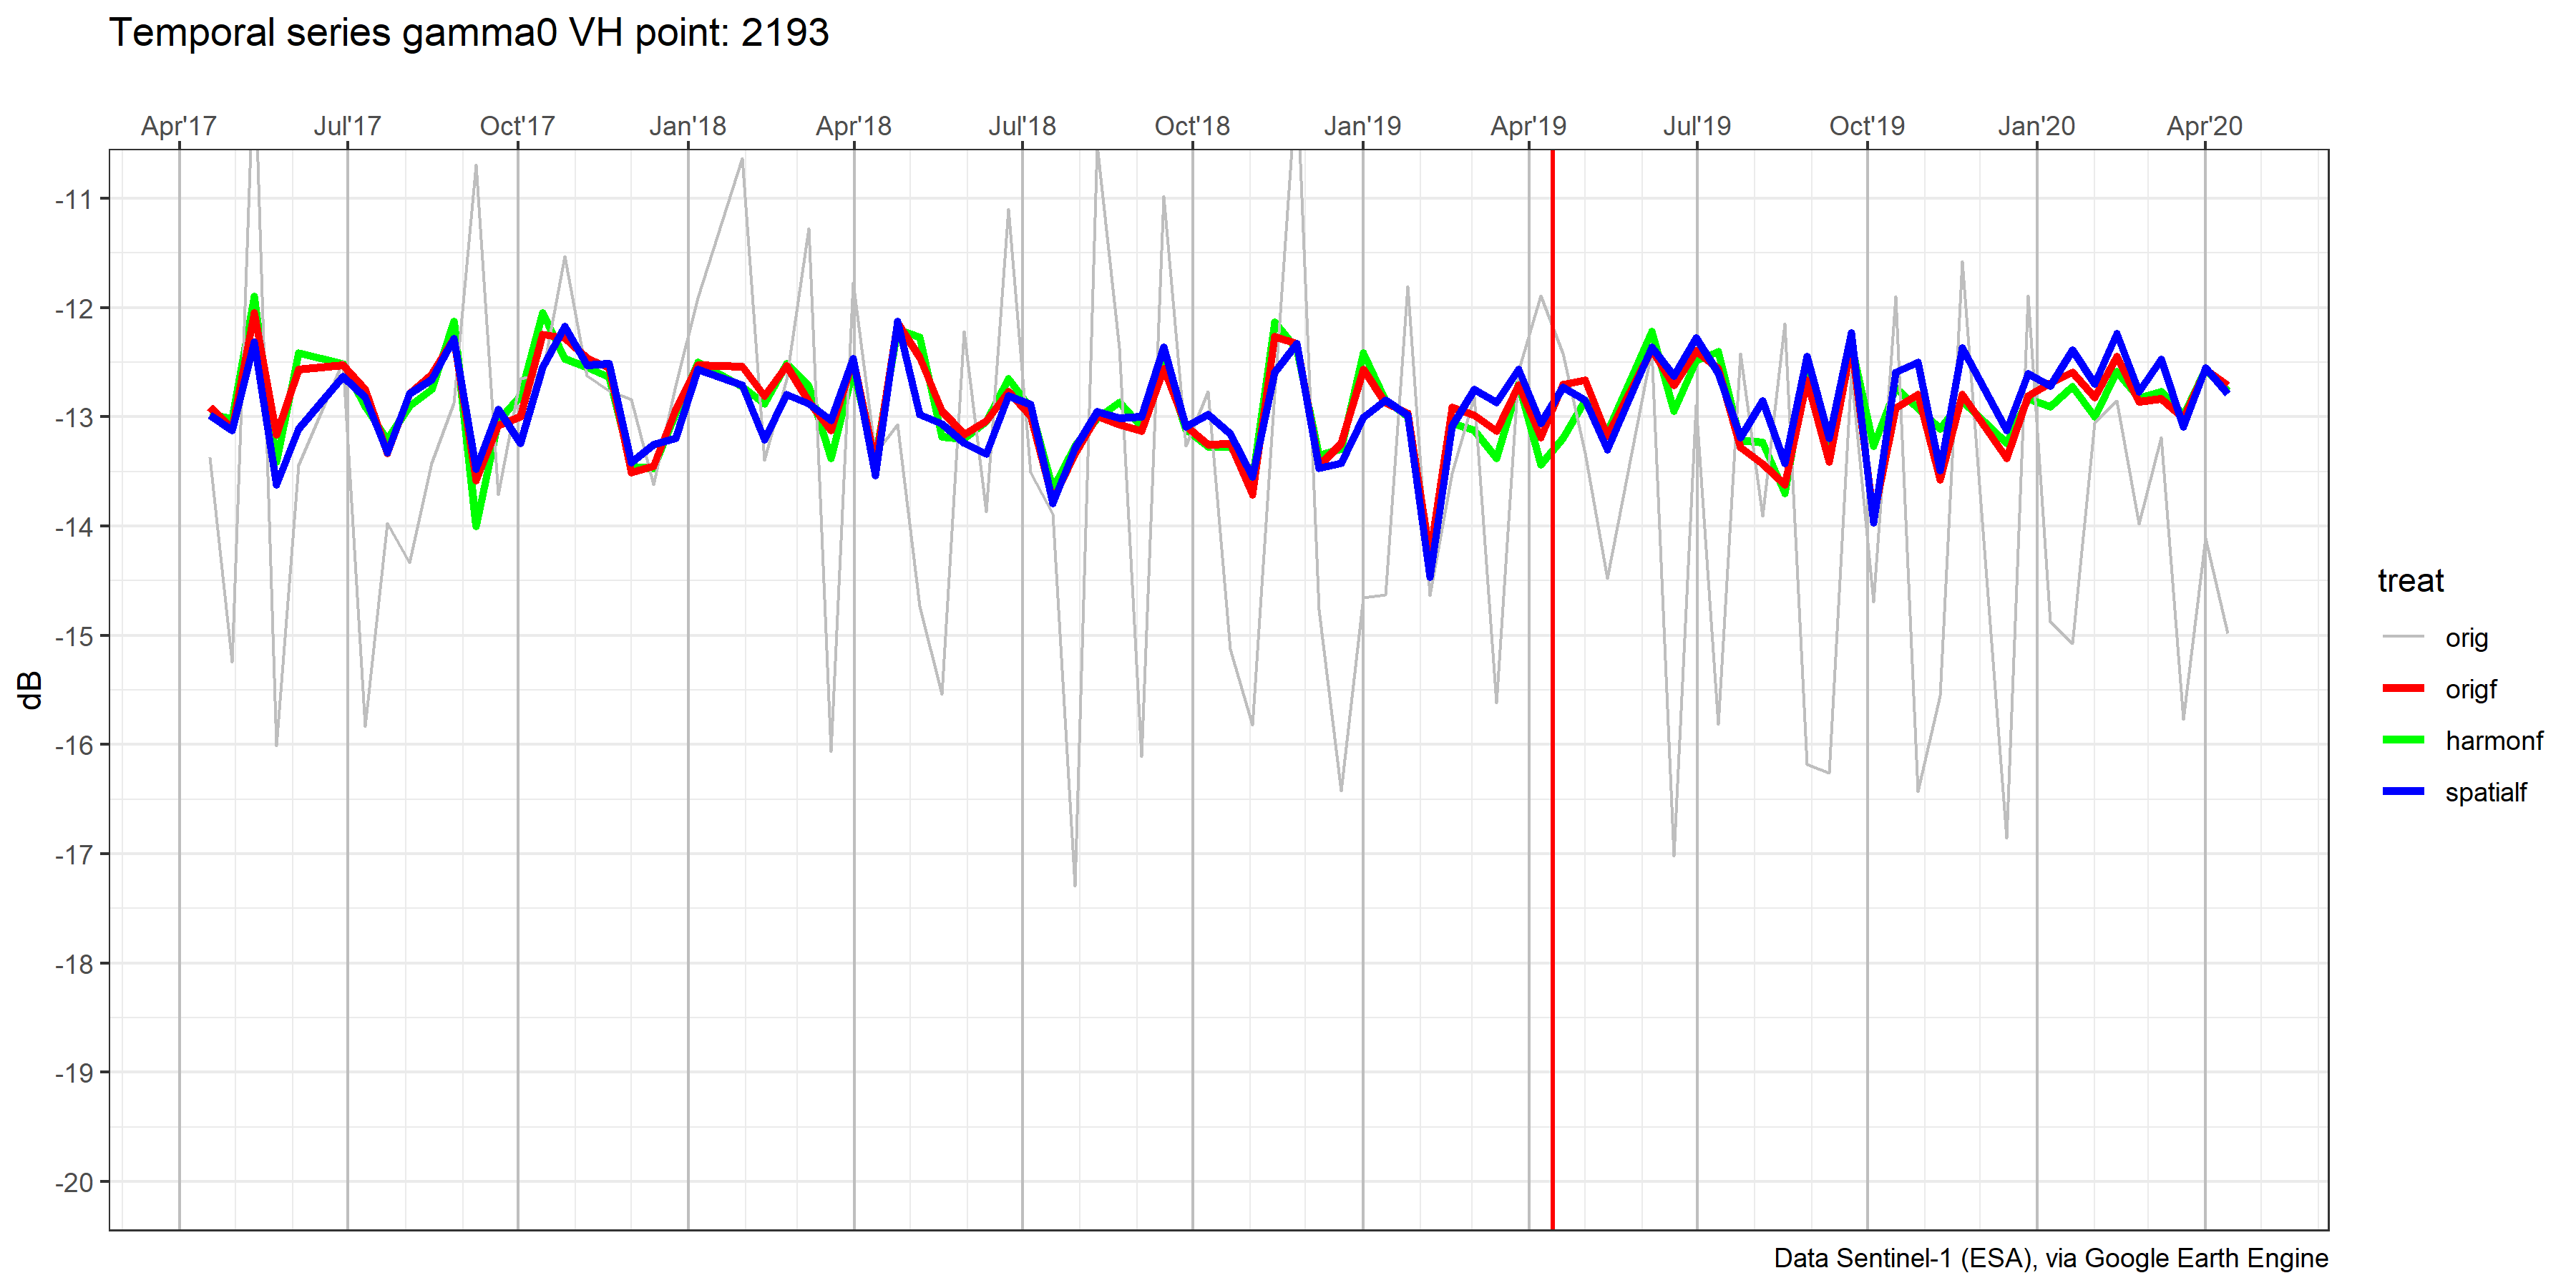 Temporal series gamma0 VH point: 2193
Apr'17 Jul'17 Oct'17 Jan'18 Apr'18 Jul'18 Oct'18 Jan'19 Apr'19 Jul'19 Oct'19 Jan'20 Apr'20
-11
-12
-13
-14
-15
-16
-17
-18
-19
-20
dB
treat
orig
origf
harmonf
spatialf
Data Sentinel-1 (ESA), via Google Earth Engine